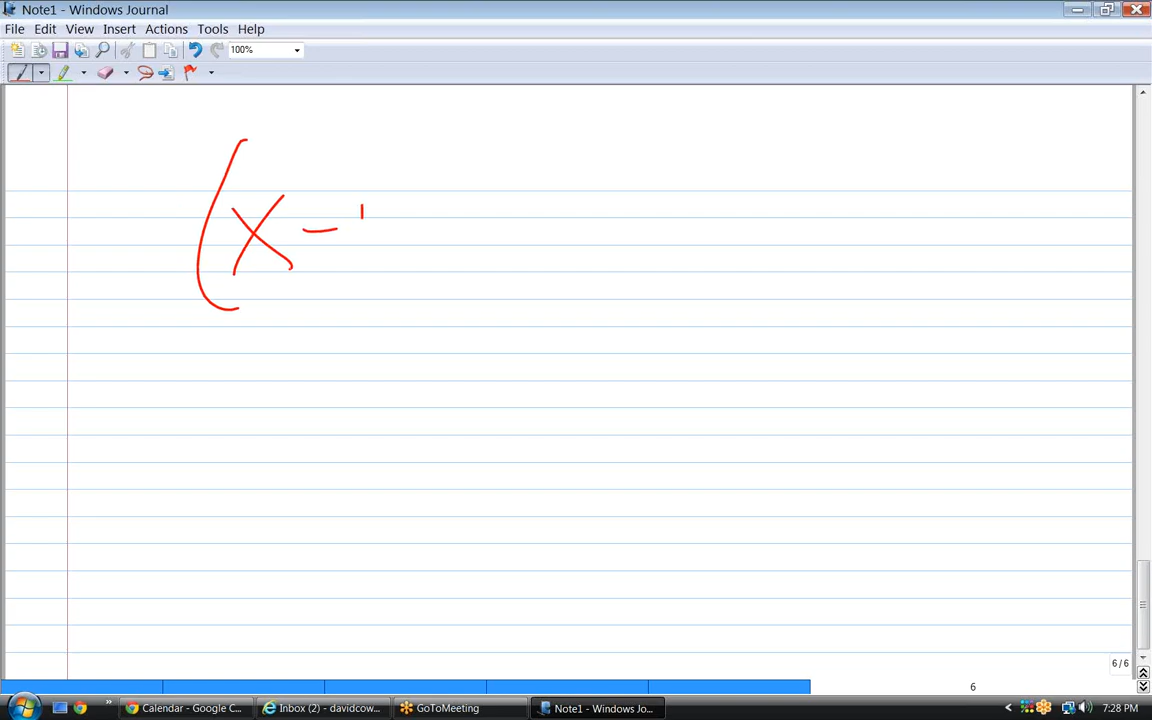 Note1 - Windows Journal
File Edit View Insert Actions Tools Help
100%
(x -
6 / 6
6
Calendar - Google C... Inbox (2) - davidcow... GoToMeeting Note1 - Windows Jo... 7:28 PM